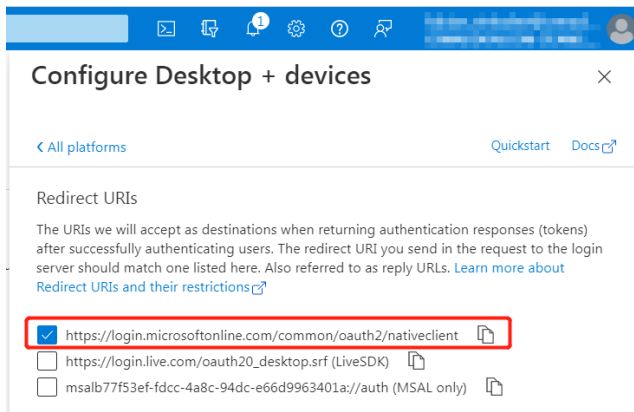 1
Configure Desktop + devices
All platforms
Quickstart Docs
Redirect URIs
The URIs we will accept as destinations when returning authentication responses (tokens)
after successfully authenticating users. The redirect URI you send in the request to the login
server should match one listed here. Also referred to as reply URLs. Learn more about
Redirect URIs and their restrictions
https://login.microsoftonline.com/common/oauth2/nativeclient
https://login.live.com/oauth20_desktop.srf (LiveSDK)
msalb77f53ef-fdcc-4a8c-94dc-e66d9963401a://auth (MSAL only)